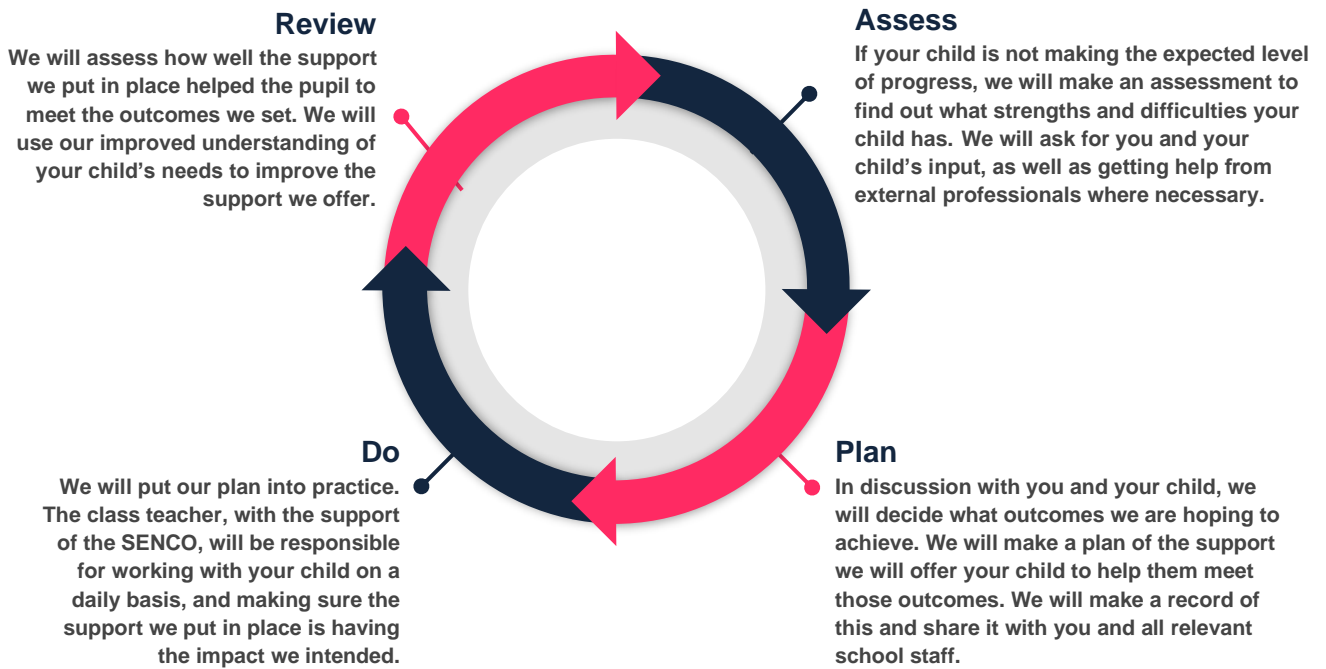 Review
We will assess how well the support
we put in place helped the pupil to
meet the outcomes we set. We will
use our improved understanding of
your child’s needs to improve the
support we offer.
Assess
If your child is not making the expected level
of progress, we will make an assessment to
find out what strengths and difficulties your
child has. We will ask for you and your
child’s input, as well as getting help from
external professionals where necessary.
Do
We will put our plan into practice.
The class teacher, with the support
of the SENCO, will be responsible
for working with your child on a
daily basis, and making sure the
support we put in place is having
the impact we intended.
Plan
In discussion with you and your child, we
will decide what outcomes we are hoping to
achieve. We will make a plan of the support
we will offer your child to help them meet
those outcomes. We will make a record of
this and share it with you and all relevant
school staff.